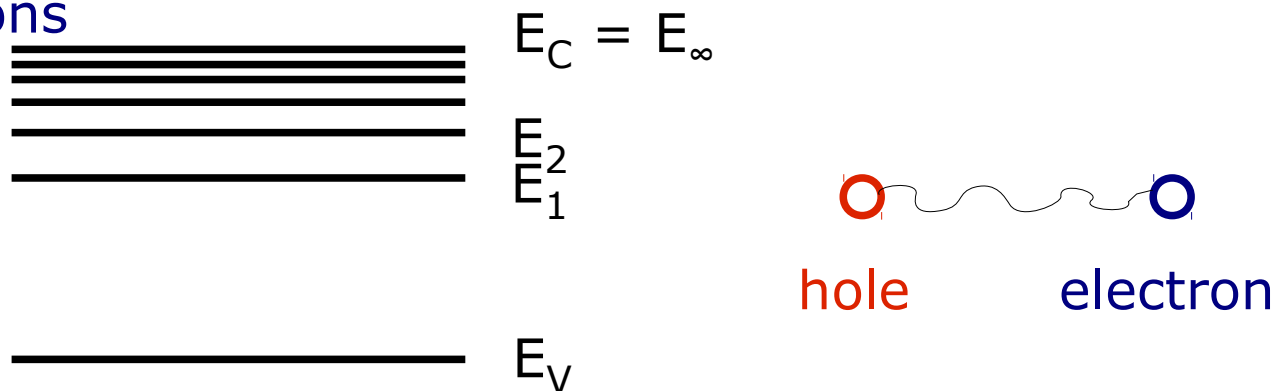 ons
E_C = E_∞
E_2
E_1
hole electron
E_V